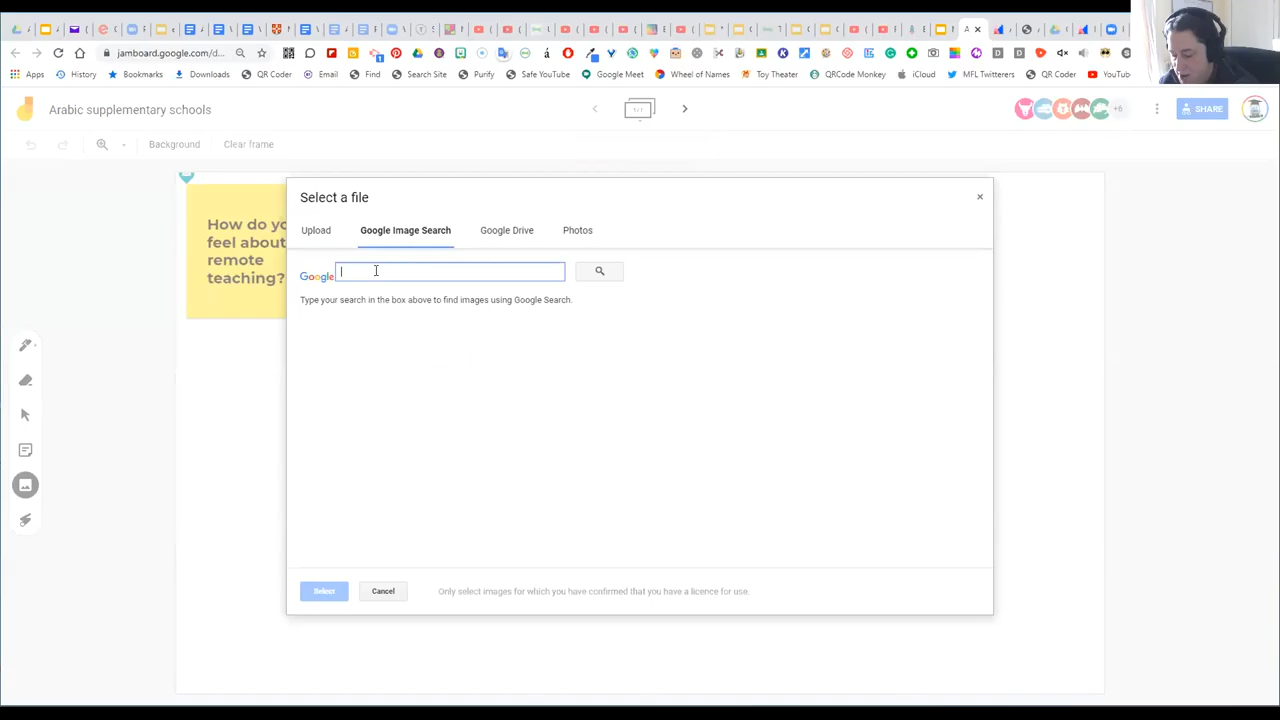 jamboard.google.com/d...
Apps
History
Bookmarks
Downloads
QR Coder
Email
Find
Search Site
Purify
Safe YouTube
Google Meet
Wheel of Names
Toy Theater
QRCode Monkey
iCloud
MFL Twitterers
QR Coder
YouTube
Arabic supplementary schools
1/1
+6
SHARE
Background
Clear frame
How do yo
feel about
remote
teaching?
Select a file
Upload
Google Image Search
Google Drive
Photos
Google
Type your search in the box above to find images using Google Search.
Select
Cancel
Only select images for which you have confirmed that you have a licence for use.